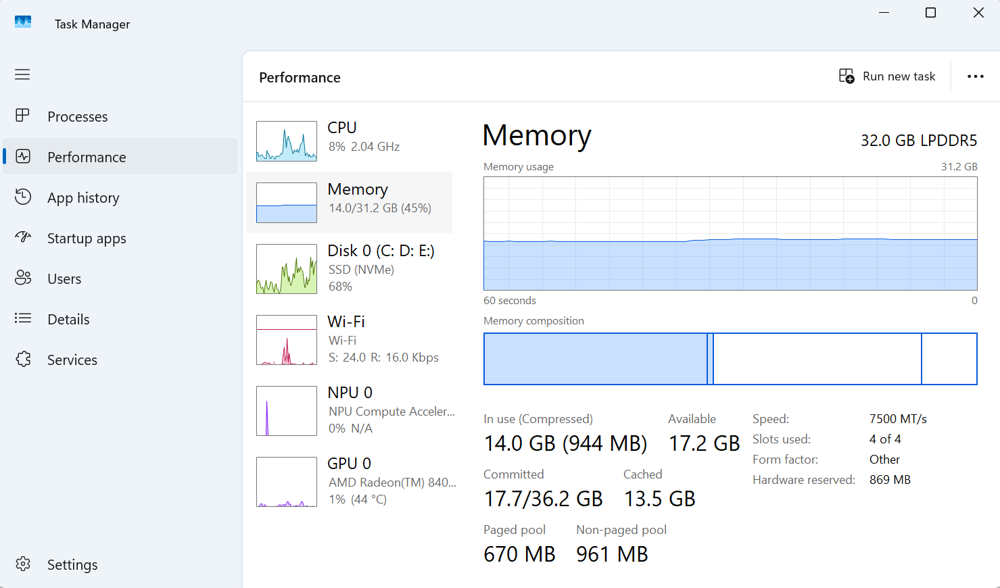 Task Manager
Performance
Run new task
Processes
Performance
App history
Startup apps
Users
Details
Services
Settings
CPU
8% 2.04 GHz
Memory
14.0/31.2 GB (45%)
Disk 0 (C: D: E:)
SSD (NVMe)
68%
Wi-Fi
Wi-Fi
S: 24.0 R: 16.0 Kbps
NPU 0
NPU Compute Acceler...
0% N/A
GPU 0
AMD Radeon(TM) 840...
1% (44 °C)
Memory
32.0 GB LPDDR5
Memory usage
31.2 GB
60 seconds
0
Memory composition
In use (Compressed)
14.0 GB (944 MB)
Available
17.2 GB
Committed
17.7/36.2 GB
Cached
13.5 GB
Paged pool
670 MB
Non-paged pool
961 MB
Speed: 7500 MT/s
Slots used: 4 of 4
Form factor: Other
Hardware reserved: 869 MB